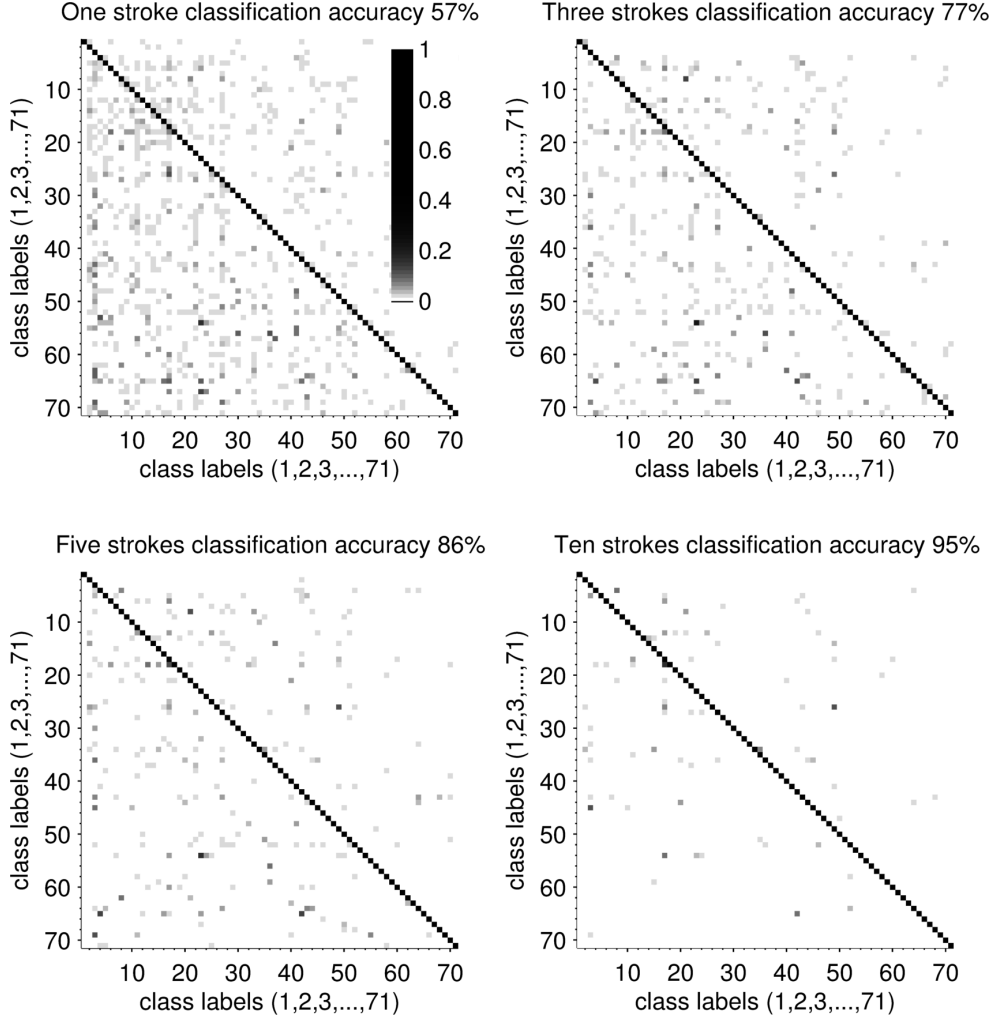 One stroke classification accuracy 57%
class labels (1,2,3,...,71)
10
20
30
40
50
60
70
1
0.8
0.6
0.4
0.2
0
10 20 30 40 50 60 70
class labels (1,2,3,...,71)
Three strokes classification accuracy 77%
class labels (1,2,3,...,71)
10
20
30
40
50
60
70
10 20 30 40 50 60 70
class labels (1,2,3,...,71)
Five strokes classification accuracy 86%
class labels (1,2,3,...,71)
10
20
30
40
50
60
70
10 20 30 40 50 60 70
class labels (1,2,3,...,71)
Ten strokes classification accuracy 95%
class labels (1,2,3,...,71)
10
20
30
40
50
60
70
10 20 30 40 50 60 70
class labels (1,2,3,...,71)